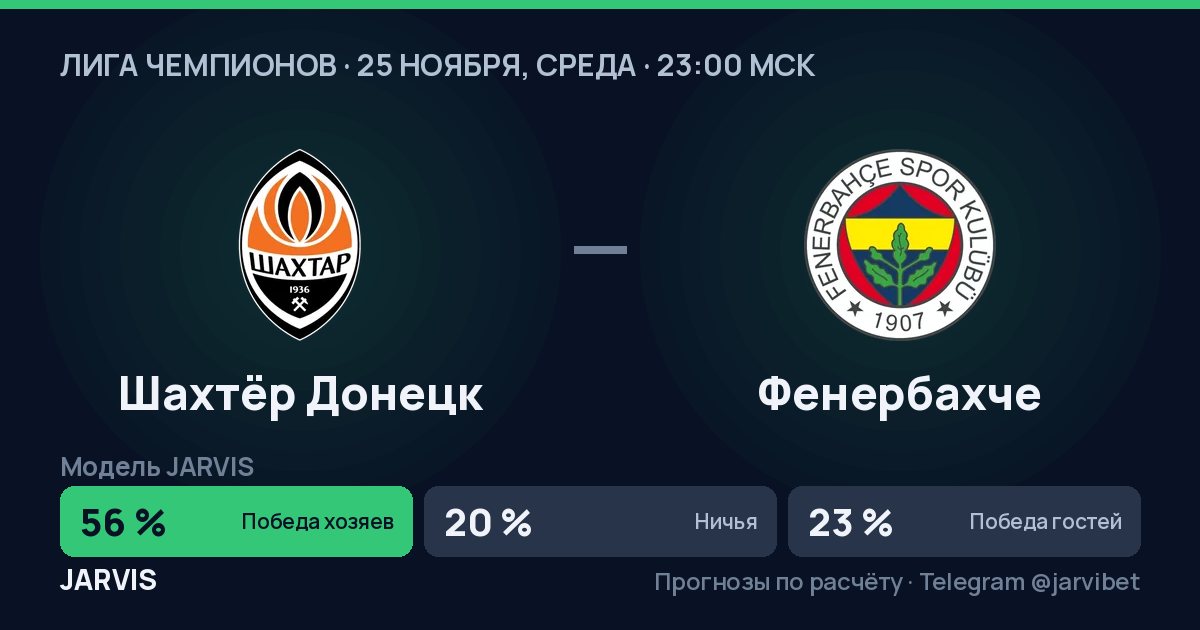 ЛИГА ЧЕМПИОНОВ · 25 НОЯБРЯ, СРЕДА · 23:00 МСК
ШАХТАР
1936
FENERBAHÇE SPOR KULÜBÜ
★ 1907 ★
—
Шахтёр Донецк
Фенербахче
Модель JARVIS
56 % Победа хозяев
20 % Ничья
23 % Победа гостей
JARVIS
Прогнозы по расчёту · Telegram @jarvibet